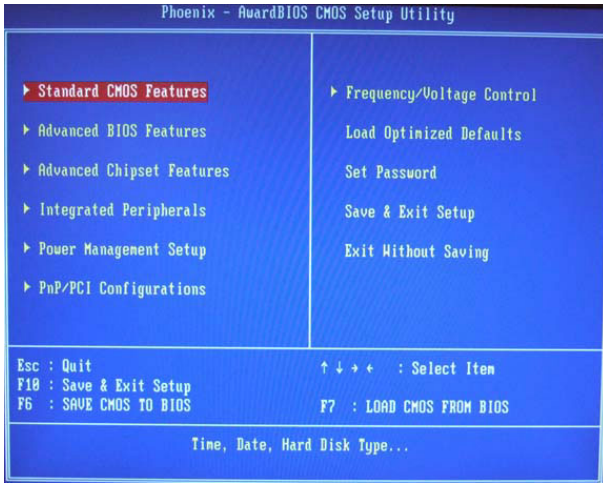 Phoenix - AwardBIOS CMOS Setup Utility
▶ Standard CMOS Features
▶ Advanced BIOS Features
▶ Advanced Chipset Features
▶ Integrated Peripherals
▶ Power Management Setup
▶ PnP/PCI Configurations
▶ Frequency/Voltage Control
Load Optimized Defaults
Set Password
Save & Exit Setup
Exit Without Saving
Esc : Quit
F10 : Save & Exit Setup
F6 : SAVE CMOS TO BIOS
↑ ↓ → ← : Select Item
F7 : LOAD CMOS FROM BIOS
Time, Date, Hard Disk Type...